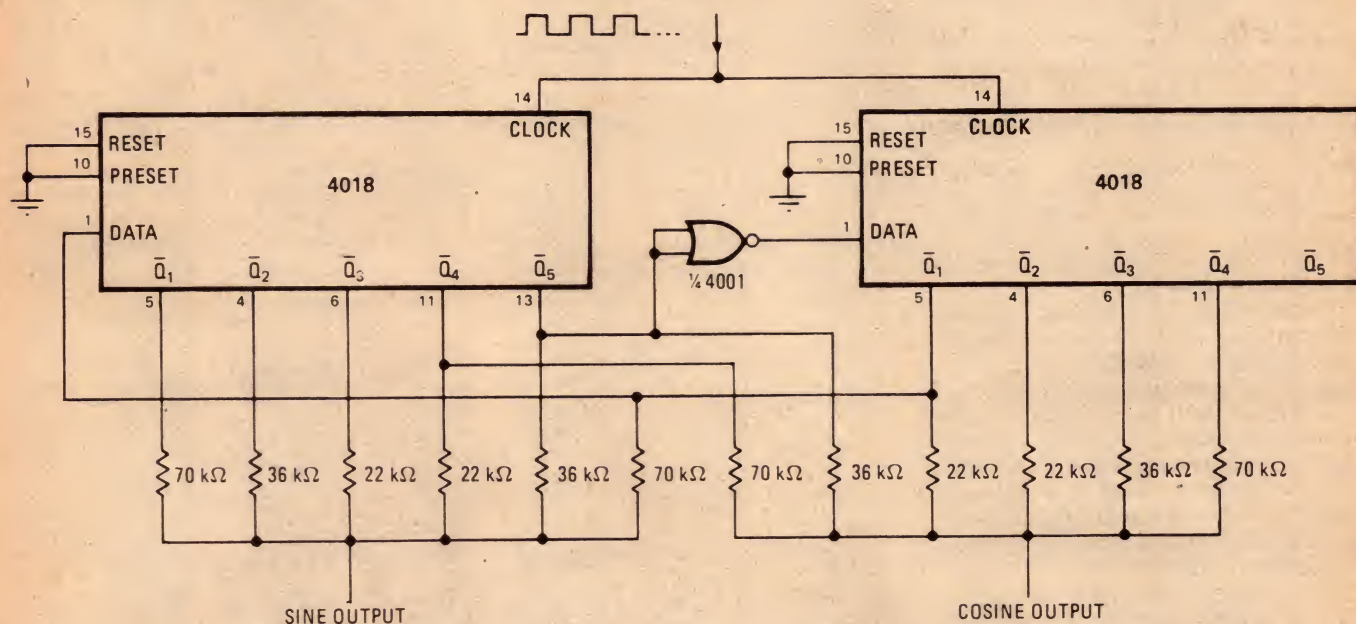 ...
14
14
CLOCK
CLOCK
15
RESET
15
RESET
10
PRESET
10
PRESET
4018
4018
1
DATA
1
DATA
Q̅1
Q̅2
Q̅3
Q̅4
Q̅5
¼ 4001
Q̅1
Q̅2
Q̅3
Q̅4
Q̅5
5
4
6
11
13
5
4
6
11
70 kΩ
36 kΩ
22 kΩ
22 kΩ
36 kΩ
70 kΩ
70 kΩ
36 kΩ
22 kΩ
22 kΩ
36 kΩ
70 kΩ
SINE OUTPUT
COSINE OUTPUT